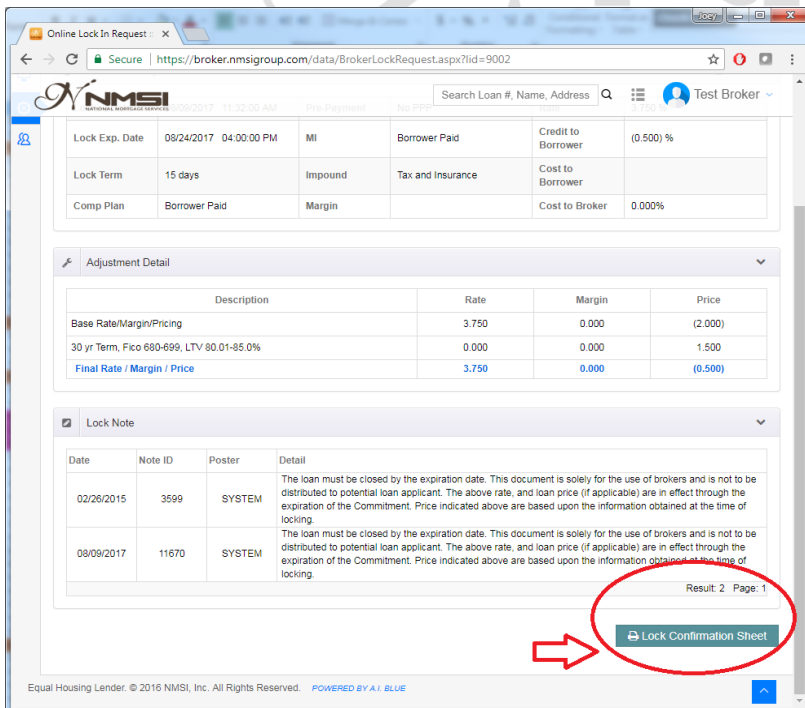 Joey
Online Lock In Request ::
Secure https://broker.nmsigroup.com/data/BrokerLockRequest.aspx?lid=9002
NMSI
NATIONAL MORTGAGE SERVICES
Search Loan #, Name, Address
Test Broker
/09/2017 11:32:00 AM Pre-Payment No PPP 3.750
Lock Exp. Date 08/24/2017 04:00:00 PM MI Borrower Paid Credit to Borrower (0.500) %
Lock Term 15 days Impound Tax and Insurance Cost to Borrower
Comp Plan Borrower Paid Margin Cost to Broker 0.000%
Adjustment Detail
Description Rate Margin Price
Base Rate/Margin/Pricing 3.750 0.000 (2.000)
30 yr Term, Fico 680-699, LTV 80.01-85.0% 0.000 0.000 1.500
Final Rate / Margin / Price 3.750 0.000 (0.500)
Lock Note
Date Note ID Poster Detail
02/26/2015 3599 SYSTEM
The loan must be closed by the expiration date. This document is solely for the use of brokers and is not to be
distributed to potential loan applicant. The above rate, and loan price (if applicable) are in effect through the
expiration of the Commitment. Price indicated above are based upon the information obtained at the time of
locking.
08/09/2017 11670 SYSTEM
The loan must be closed by the expiration date. This document is solely for the use of brokers and is not to be
distributed to potential loan applicant. The above rate, and loan price (if applicable) are in effect through the
expiration of the Commitment. Price indicated above are based upon the information obtained at the time of
locking.
Result: 2 Page: 1
Lock Confirmation Sheet
Equal Housing Lender. © 2016 NMSI, Inc. All Rights Reserved. POWERED BY A.I. BLUE